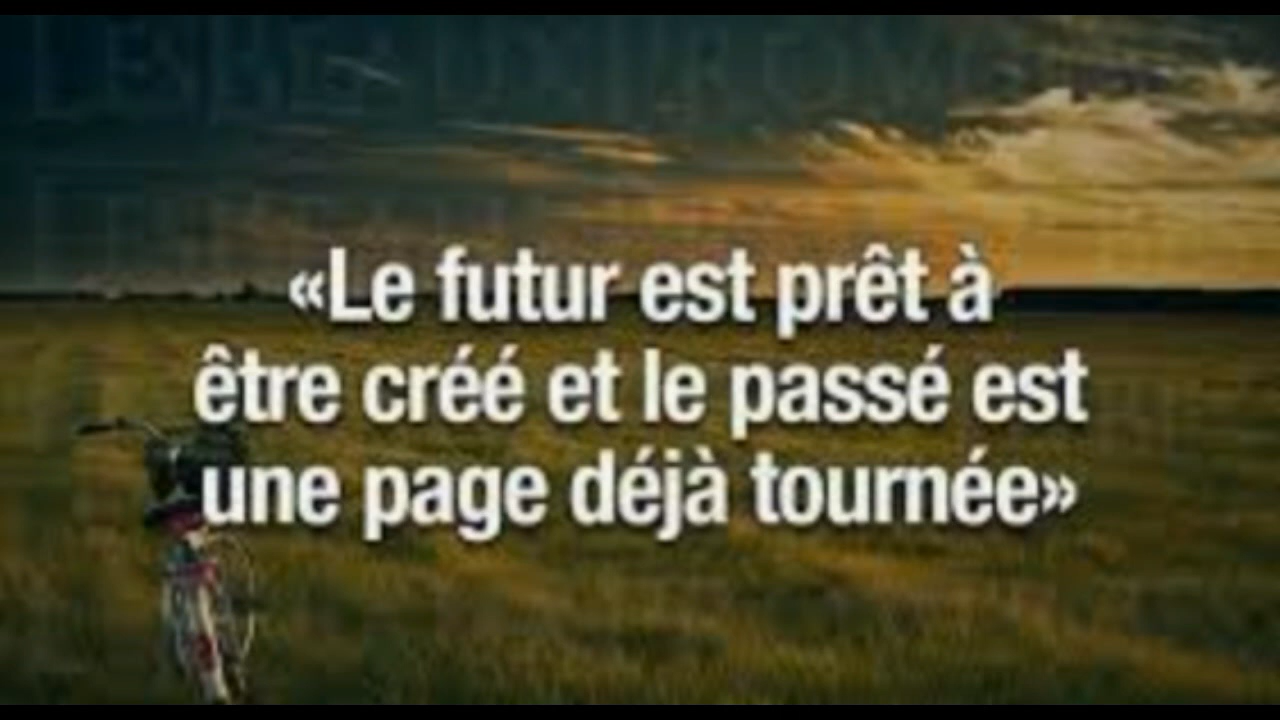 «Le futur est prêt à
être créé et le passé est
une page déjà tournée»